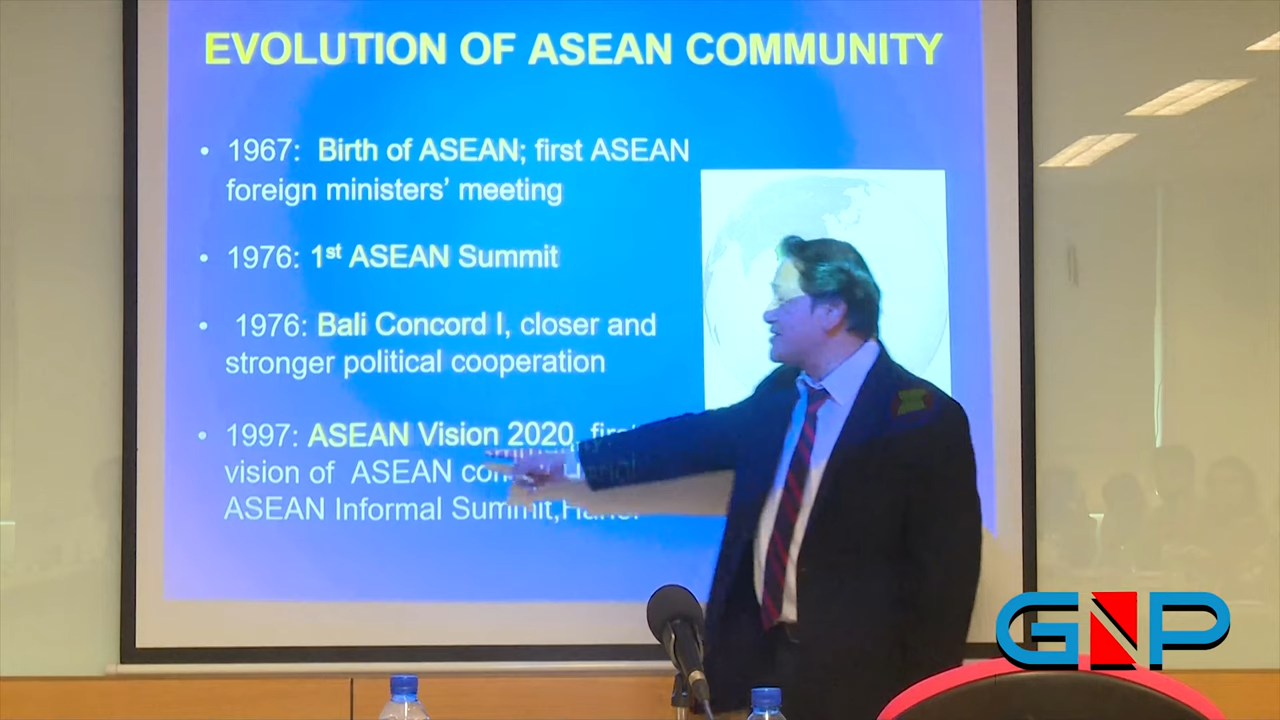 EVOLUTION OF ASEAN COMMUNITY
• 1967: Birth of ASEAN; first ASEAN
foreign ministers’ meeting
• 1976: 1st ASEAN Summit
• 1976: Bali Concord I, closer and
stronger political cooperation
• 1997: ASEAN Vision 2020,
vision of ASEAN
ASEAN Informal Summit,
GNP